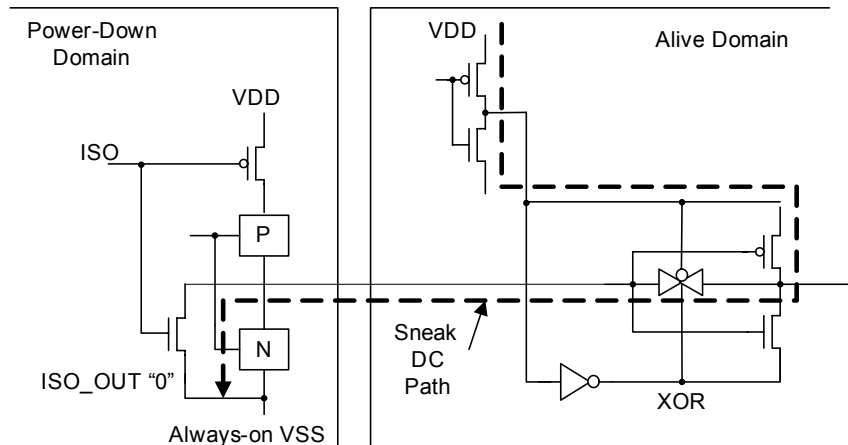 Power-Down
Domain
VDD
ISO
P
N
ISO_OUT “0”
Always-on VSS
VDD
Alive Domain
Sneak
DC
Path
XOR